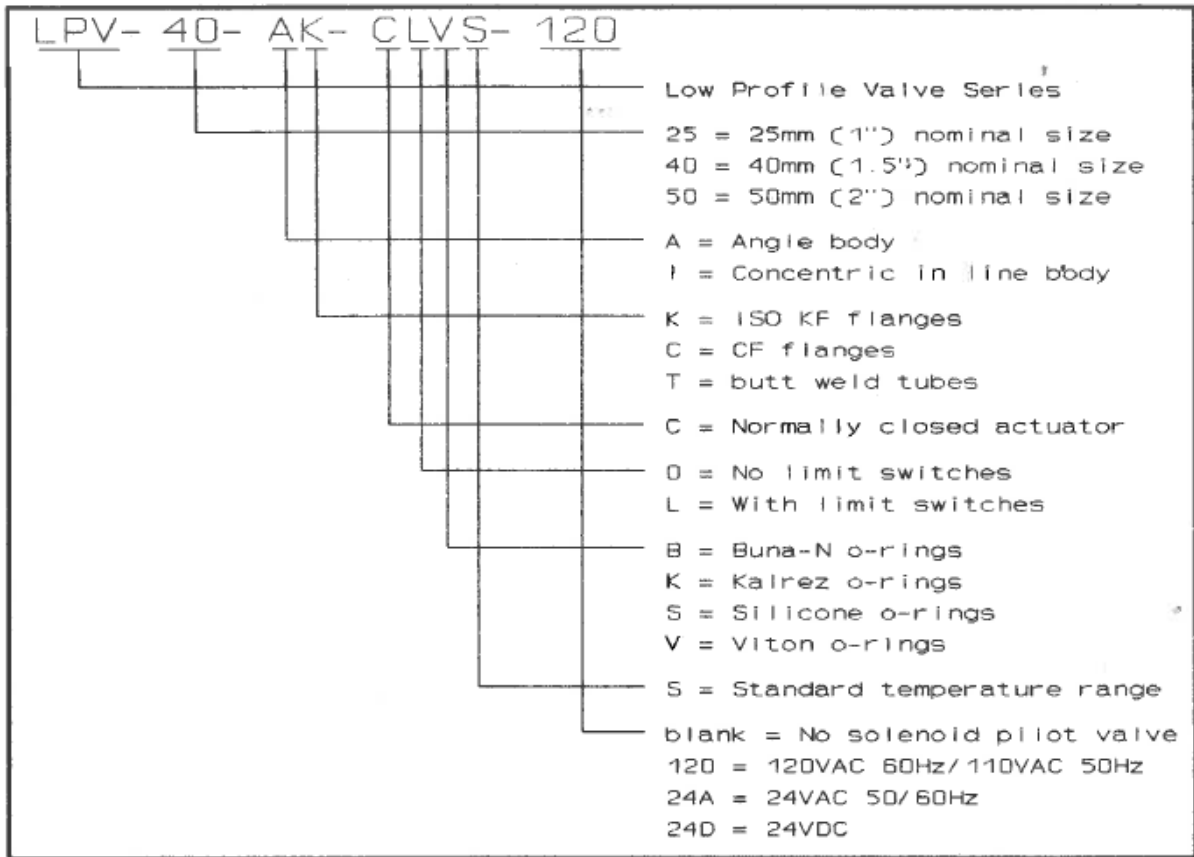 LPV-40-AK-CLVS-120
Low Profile Valve Series
25 = 25mm (1") nominal size
40 = 40mm (1.5") nominal size
50 = 50mm (2") nominal size
A = Angle body
I = Concentric in line body
K = ISO KF flanges
C = CF flanges
T = butt weld tubes
C = Normally closed actuator
0 = No limit switches
L = With limit switches
B = Buna-N o-rings
K = Kalrez o-rings
S = Silicone o-rings
V = Viton o-rings
S = Standard temperature range
blank = No solenoid pilot valve
120 = 120VAC 60Hz/110VAC 50Hz
24A = 24VAC 50/60Hz
24D = 24VDC